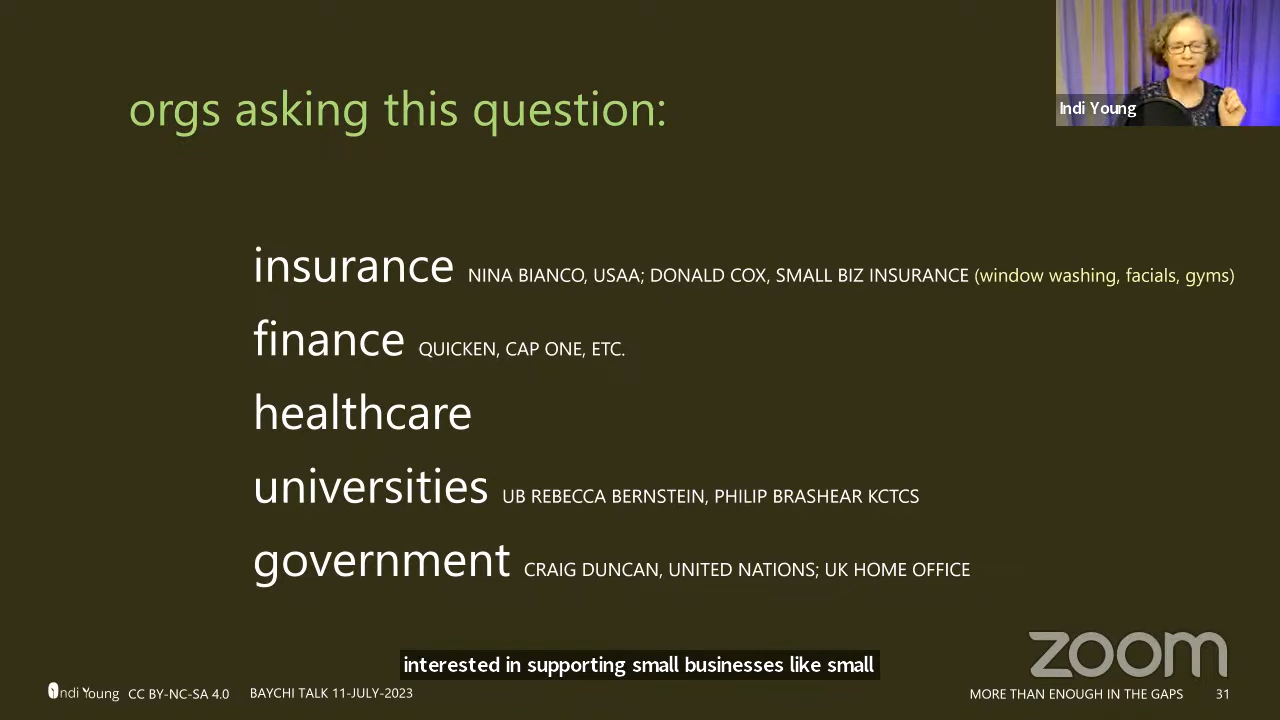 orgs asking this question:
Indi Young
insurance NINA BIANCO, USAA; DONALD COX, SMALL BIZ INSURANCE (window washing, facials, gyms)
finance QUICKEN, CAP ONE, ETC.
healthcare
universities UB REBECCA BERNSTEIN, PHILIP BRASHEAR KCTCS
government CRAIG DUNCAN, UNITED NATIONS; UK HOME OFFICE
interested in supporting small businesses like small
zoom
Indi Young CC BY-NC-SA 4.0 BAYCHI TALK 11-JULY-2023 MORE THAN ENOUGH IN THE GAPS 31